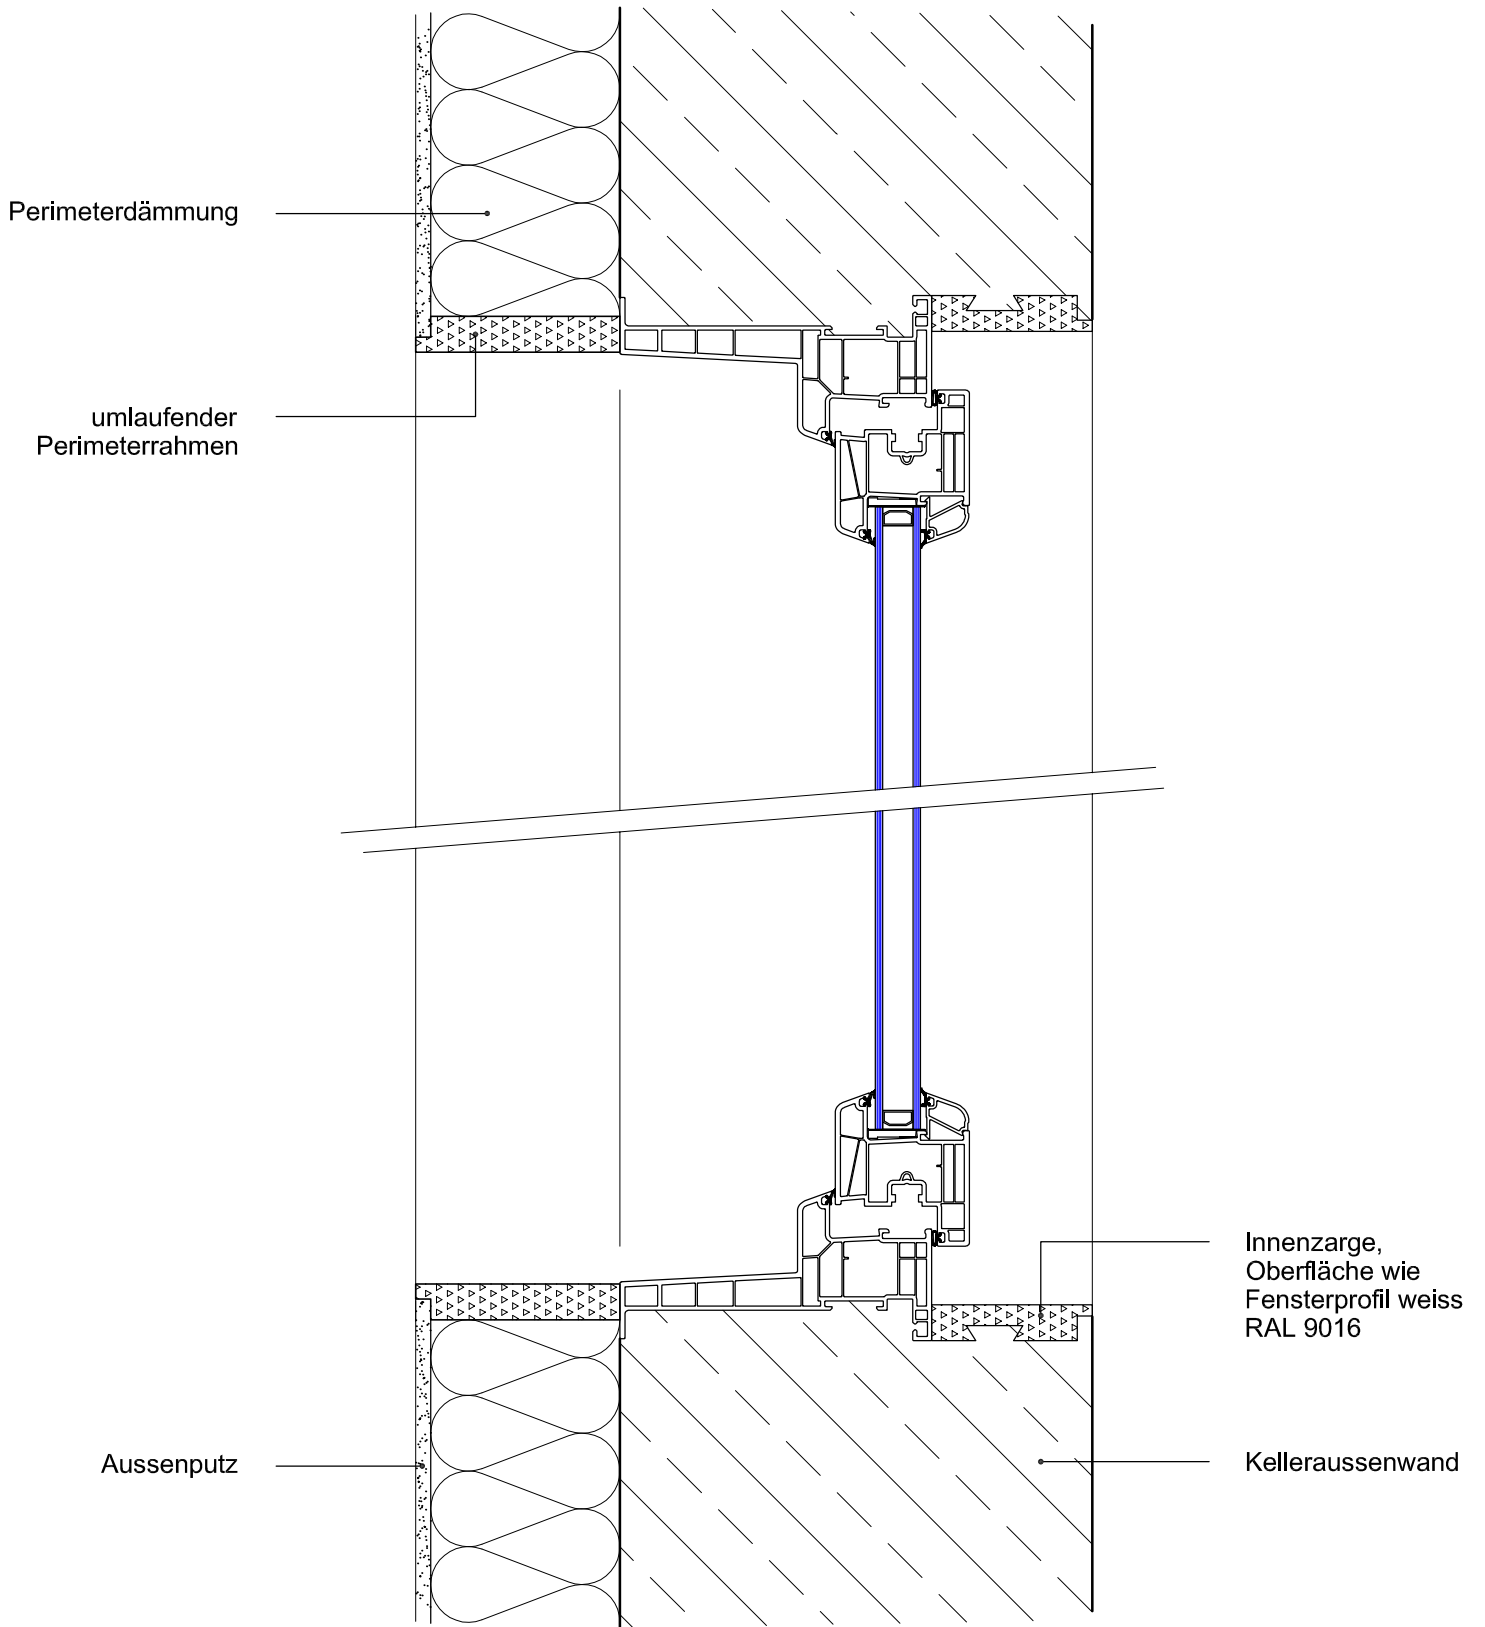 Perimeterdämmung
umlaufender
Perimeterrahmen
Innenzarge,
Oberfläche wie
Fensterprofil weiss
RAL 9016
Aussenputz
Kelleraussenwand